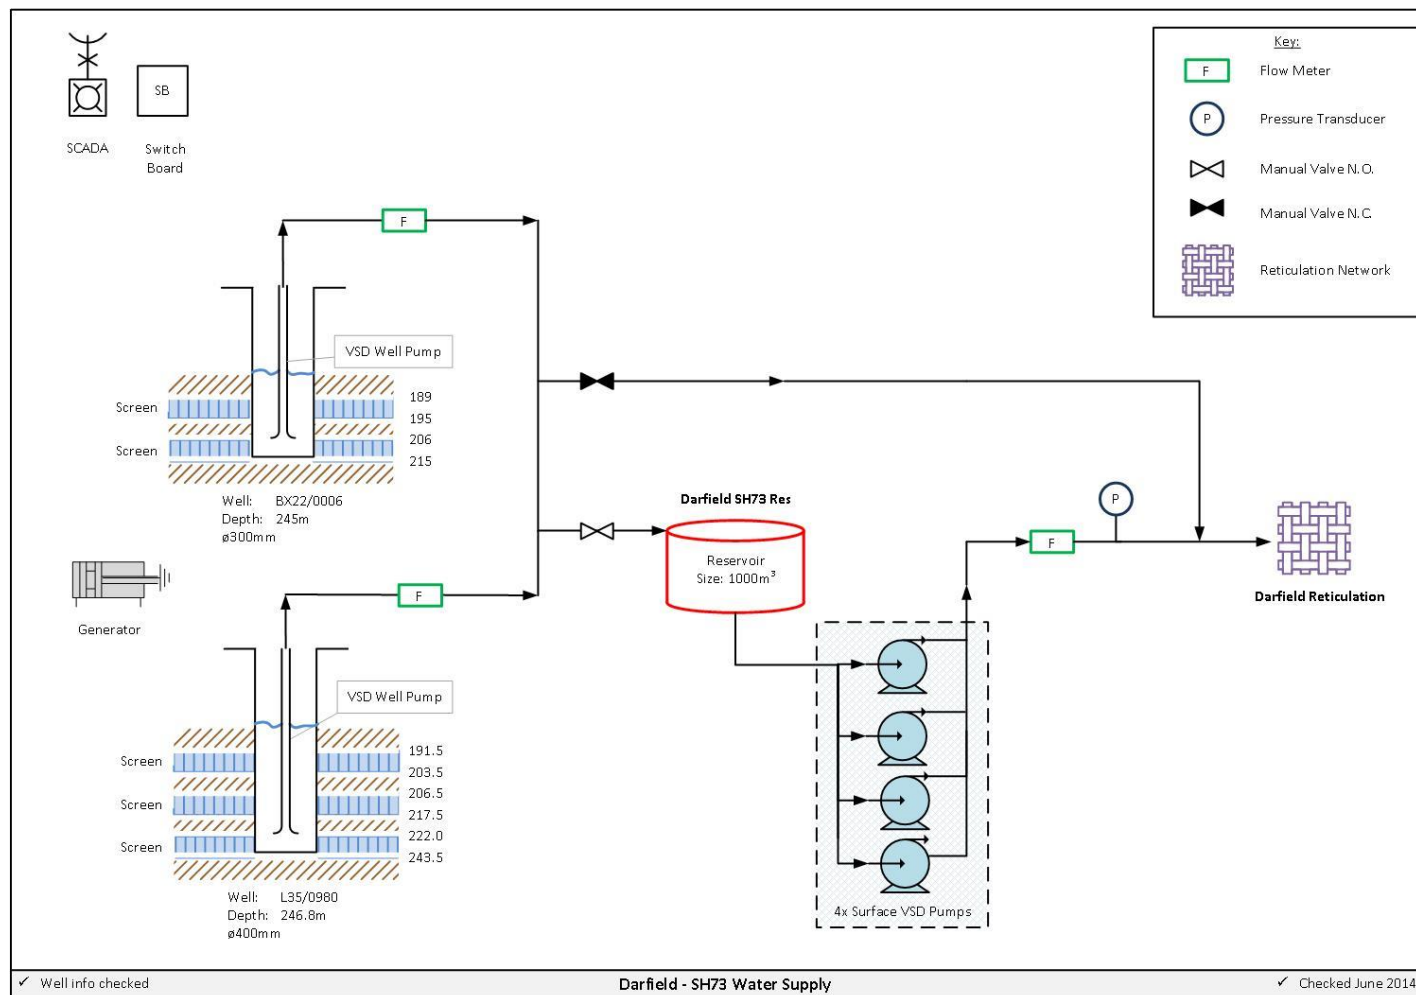 SB
SCADA
Switch
Board
Key:
F
Flow Meter
P
Pressure Transducer
Manual Valve N.O.
Manual Valve N.C.
Reticulation Network
F
VSD Well Pump
Screen
Screen
189
195
206
215
Well: BX22/0006
Depth: 245m
ø300mm
Generator
F
VSD Well Pump
Screen
Screen
Screen
191.5
203.5
206.5
217.5
222.0
243.5
Well: L35/0980
Depth: 246.8m
ø400mm
Darfield SH73 Res
Reservoir
Size: 1000m³
4x Surface VSD Pumps
F
P
Darfield Reticulation
✓ Well info checked
Darfield - SH73 Water Supply
✓ Checked June 2014